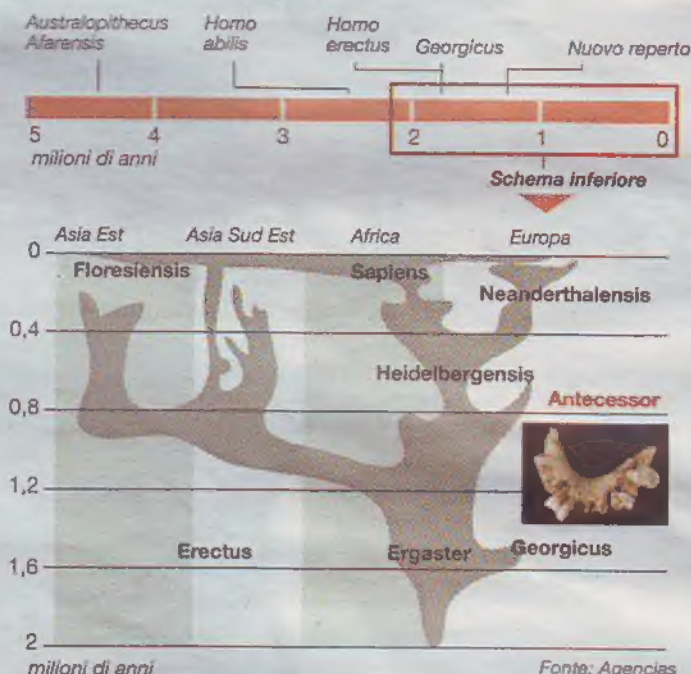 Australopithecus
Afarensis
Homo
abilis
Homo
erectus
Georgicus
Nuovo reperto
5 4 3 2 1 0
milioni di anni
Schema inferiore
Asia Est Asia Sud Est Africa Europa
0
Floresiensis
Sapiens
Neanderthalensis
0,4
Heidelbergensis
0,8
Antecessor
1,2
Erectus
Ergaster
Georgicus
1,6
2
milioni di anni
Fonte: Agencias